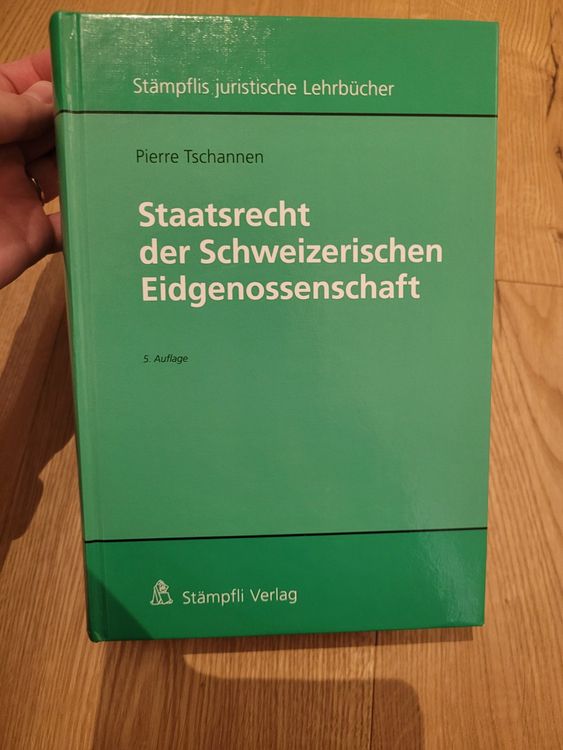 Stämpflis juristische Lehrbücher
Pierre Tschannen
Staatsrecht
der Schweizerischen
Eidgenossenschaft
5. Auflage
Stämpfli Verlag